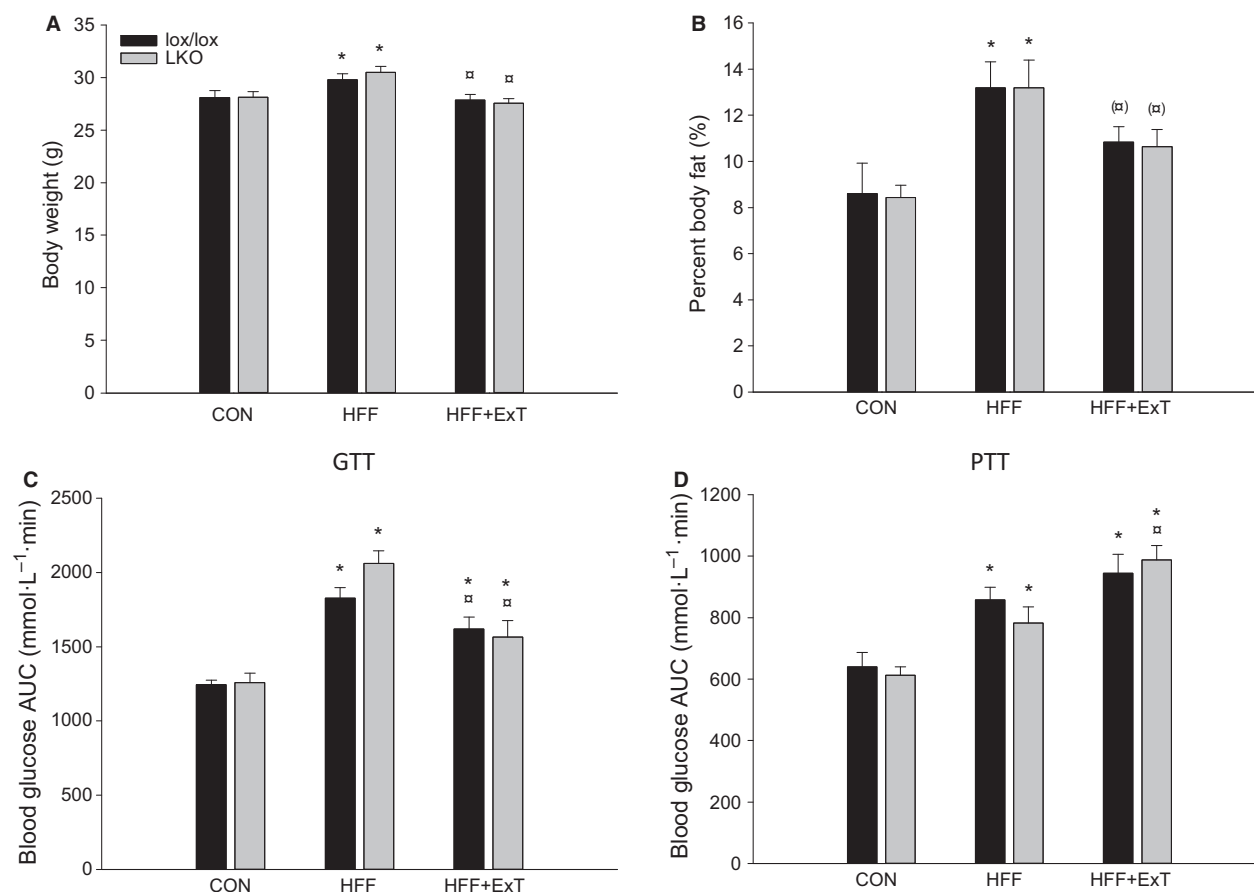 A
Body weight (g)
35
30
25
20
15
10
5
0
lox/lox
LKO
* *
¤ ¤
CON HFF HFF+ExT
B
Percent body fat (%)
16
14
12
10
8
6
4
2
0
* *
(¤) (¤)
CON HFF HFF+ExT
C
GTT
Blood glucose AUC (mmol·L⁻¹·min)
2500
2000
1500
1000
500
0
*
*
* *
¤ ¤
CON HFF HFF+ExT
D
PTT
Blood glucose AUC (mmol·L⁻¹·min)
1200
1000
800
600
400
200
0
*
*
*
*
¤
CON HFF HFF+ExT